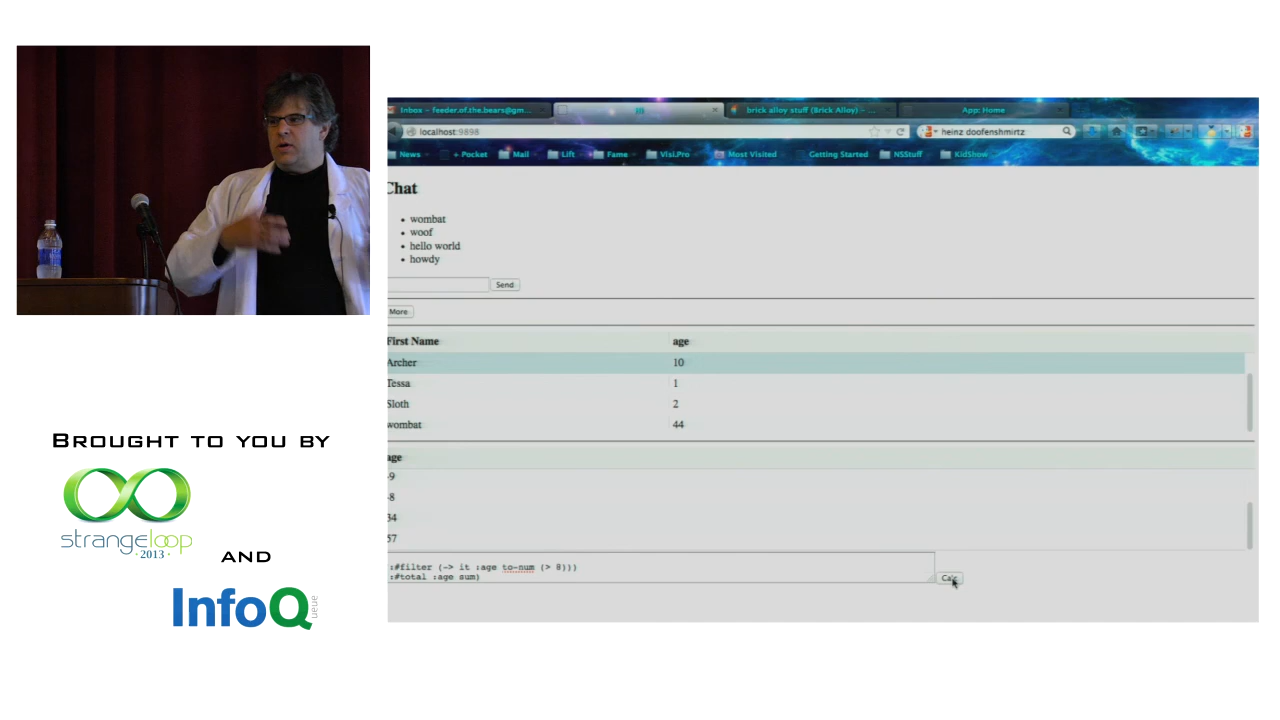 Inbox - feeder.of.the.bears@gm...
brick alloy stuff (Brick Alloy) - ...
App: Home
localhost:9898
heinz doofenshmirtz
News
+ Pocket
Mail
Lift
Fame
Visi.Pro
Most Visited
Getting Started
NSStuff
KidShow
Chat
• wombat
• woof
• hello world
• howdy
Send
More
First Name age
Archer 10
Tessa 1
Sloth 2
wombat 44
age
-9
-8
34
57
:#filter (-> it :age to-num (> 8)))
:#total :age sum)
Calc
Brought to you by
strangeloop
· 2013 ·
and
InfoQ